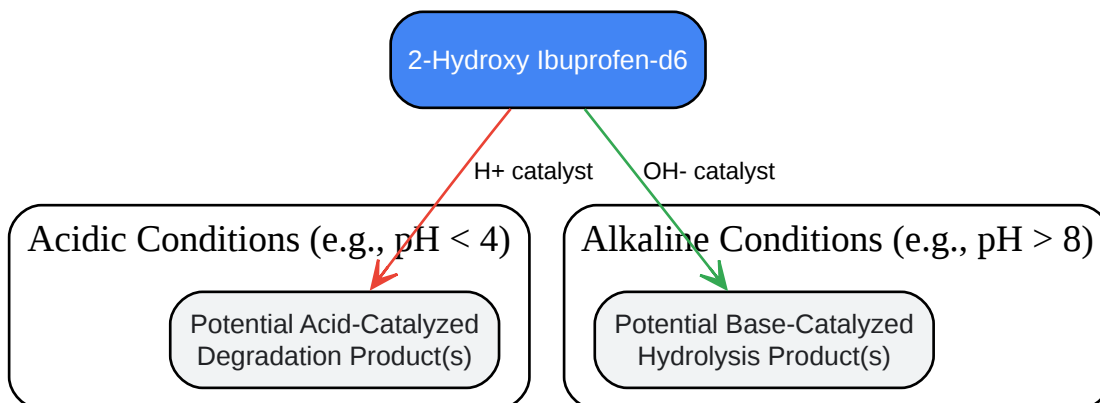 2-Hydroxy Ibuprofen-d6
H+ catalyst
OH- catalyst
Acidic Conditions (e.g., pH < 4)
Alkaline Conditions (e.g., pH > 8)
Potential Acid-Catalyzed
Degradation Product(s)
Potential Base-Catalyzed
Hydrolysis Product(s)